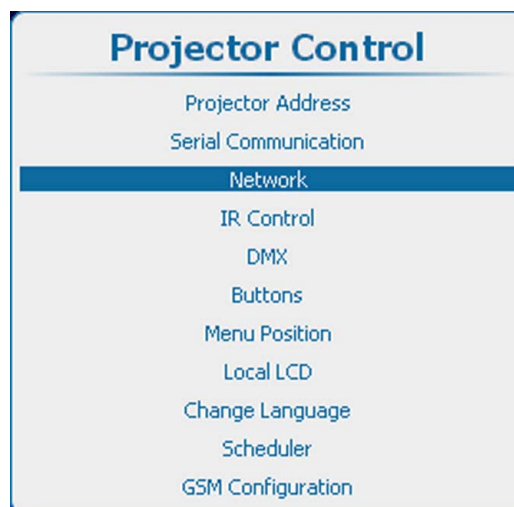 Projector Control
Projector Address
Serial Communication
Network
IR Control
DMX
Buttons
Menu Position
Local LCD
Change Language
Scheduler
GSM Configuration